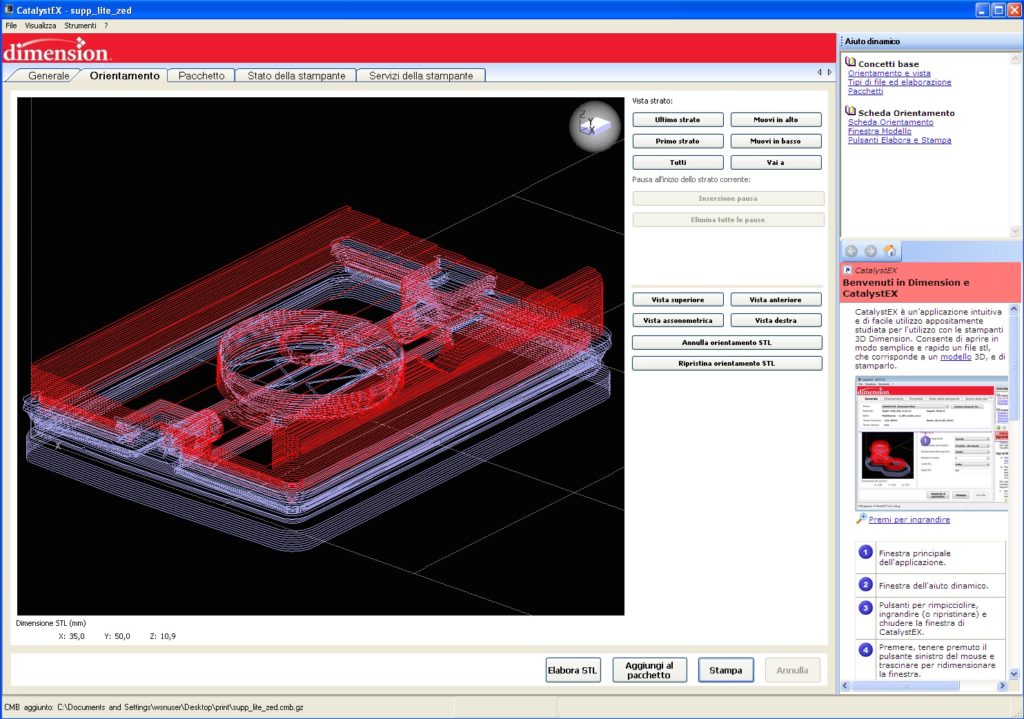 CatalystEX - supp_lite_zed
File Visualizza Strumenti ?
dimension
Generale Orientamento Pacchetto Stato della stampante Servizi della stampante
Vista strato:
Ultimo strato Muovi in alto
Primo strato Muovi in basso
Tutti Vai a
Pausa all'inizio dello strato corrente:
Inserzione pausa
Elimina tutte le pause
Vista superiore Vista anteriore
Vista assonometrica Vista destra
Annulla orientamento STL
Ripristina orientamento STL
Z Y X
Dimensione STL (mm)
X: 35,0 Y: 50,0 Z: 10,9
Elabora STL
Aggiungi al
pacchetto
Stampa
Annulla
CMB aggiunto: C:\Documents and Settings\wsnuser\Desktop\print\supp_lite_zed.cmb.gz
Aiuto dinamico
Concetti base
Orientamento e vista
Tipi di file ed elaborazione
Pacchetti
Scheda Orientamento
Scheda Orientamento
Finestra Modello
Pulsanti Elabora e Stampa
CatalystEX
Benvenuti in Dimension e
CatalystEX
CatalystEX è un'applicazione intuitiva
e di facile utilizzo appositamente
studiata per l'utilizzo con le stampanti
3D Dimension. Consente di aprire in
modo semplice e rapido un file stl,
che corrisponde a un modello 3D, e di
stamparlo.
dimension
1
Premi per ingrandire
1 Finestra principale
dell'applicazione.
2 Finestra dell'aiuto dinamico.
3 Pulsanti per rimpicciolire,
ingrandire (o ripristinare) e
chiudere la finestra di
CatalystEX.
4 Premere, tenere premuto il
pulsante sinistro del mouse e
trascinare per ridimensionare
la finestra.